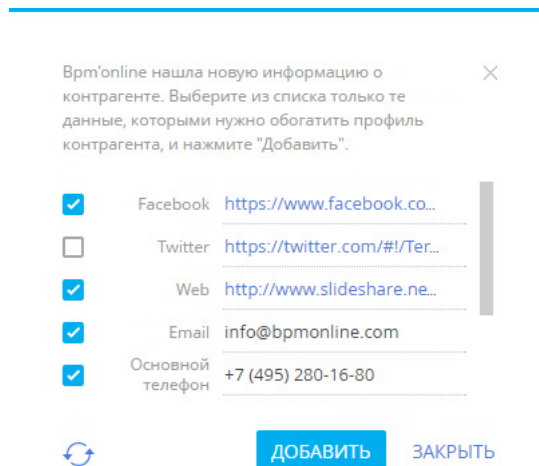 Bpm'online нашла новую информацию о
контрагенте. Выберите из списка только те
данные, которыми нужно обогатить профиль
контрагента, и нажмите "Добавить".
Facebook https://www.facebook.co...
Twitter https://twitter.com/#!/Ter...
Web http://www.slideshare.ne...
Email info@bpmonline.com
Основной
телефон +7 (495) 280-16-80
ДОБАВИТЬ ЗАКРЫТЬ